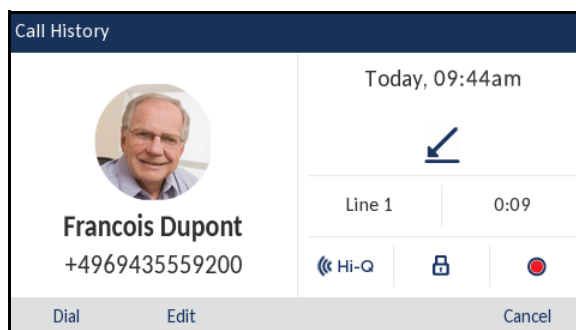 Call History
Today, 09:44am
Line 1
0:09
Francois Dupont
+4969435559200
Hi-Q
Dial
Edit
Cancel